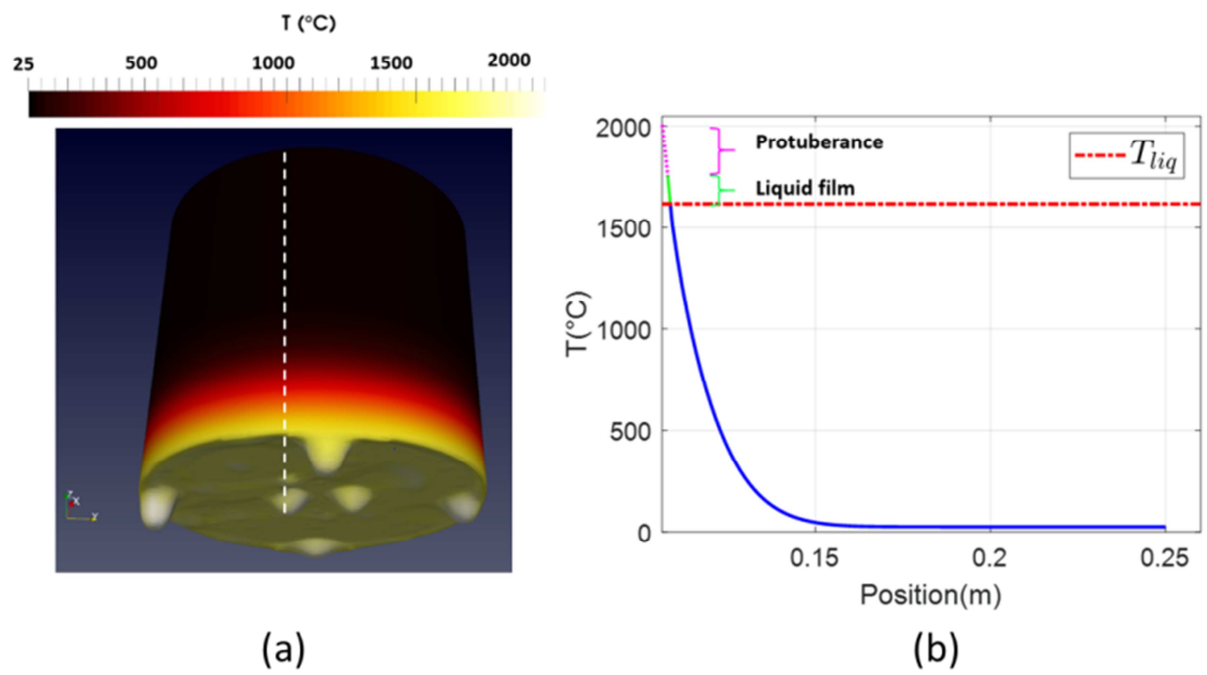 T (°C)
25 500 1000 1500 2000
Z
X
Y
(a)
2000
1500
1000
500
0
T(°C)
Protuberance
Liquid film
T_liq
0.15 0.2 0.25
Position(m)
(b)